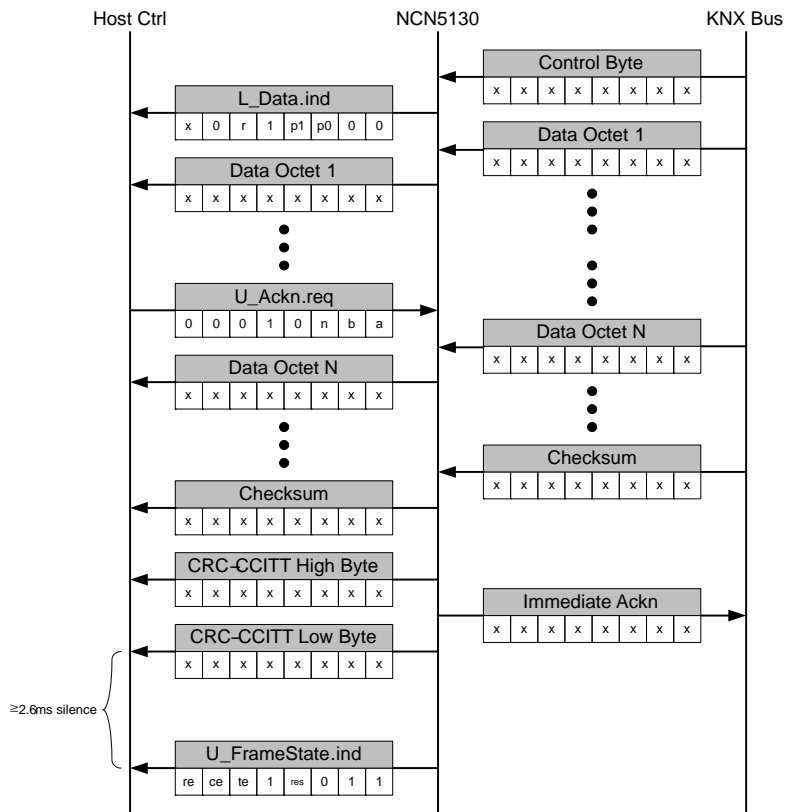 Host Ctrl NCN5130 KNX Bus
Control Byte
x x x x x x x x
L_Data.ind
x 0 r 1 p1 p0 0 0
Data Octet 1
x x x x x x x x
Data Octet 1
x x x x x x x x
U_Ackn.req
0 0 0 1 0 n b a
Data Octet N
x x x x x x x x
Data Octet N
x x x x x x x x
Checksum
x x x x x x x x
Checksum
x x x x x x x x
CRC-CCITT High Byte
x x x x x x x x
Immediate Ackn
x x x x x x x x
CRC-CCITT Low Byte
x x x x x x x x
≥2.6ms silence
U_FrameState.ind
re ce te 1 res 0 1 1